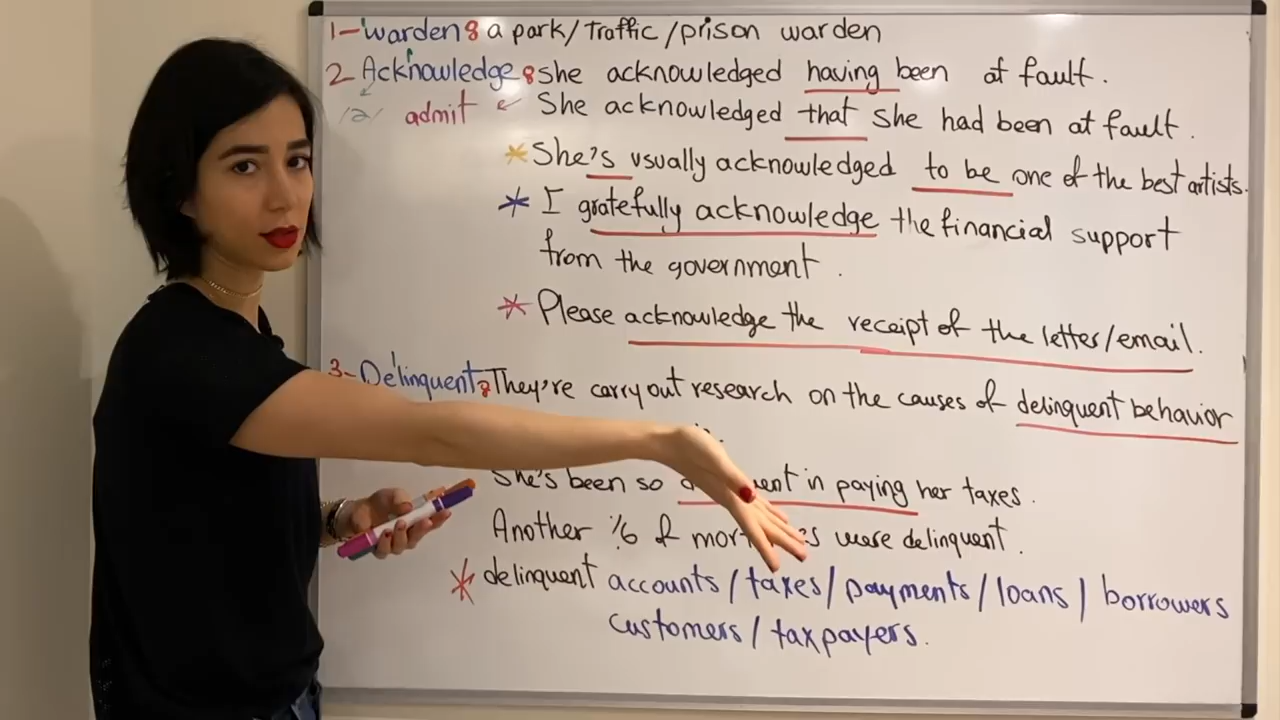 1- Warden: a park/Traffic/prison warden
2- Acknowledge: She acknowledged having been at fault.
/ə/ admit ← She acknowledged that she had been at fault.
* She's usually acknowledged to be one of the best artists.
* I gratefully acknowledge the financial support
from the government.
* Please acknowledge the receipt of the letter/email.
3- Delinquent: They're carry out research on the causes of delinquent behavior
She's been so in paying her taxes.
Another %6 of were delinquent.
* delinquent accounts/taxes/payments/loans/borrowers
customers/taxpayers.